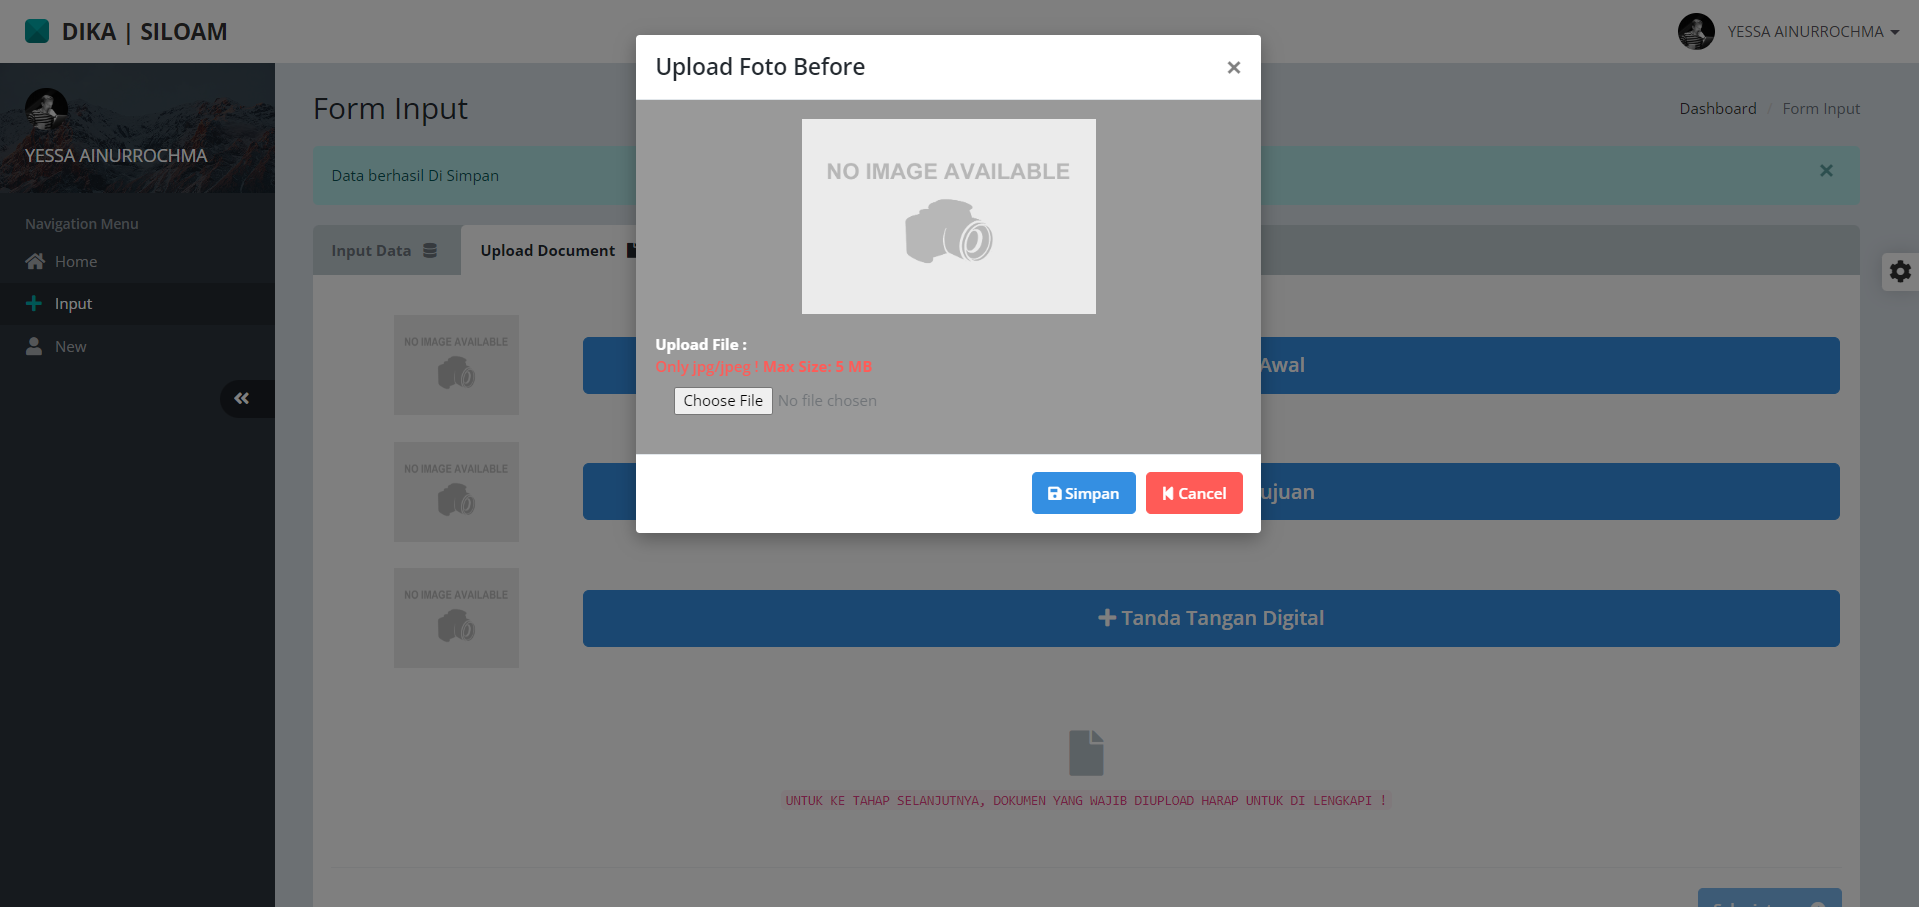 DIKA | SILOAM
YESSA AINURROCHMA
YESSA AINURROCHMA
Navigation Menu
Home
Input
New
Form Input
Dashboard / Form Input
Data berhasil Di Simpan
Input Data
Upload Document
Upload Foto Before
×
NO IMAGE AVAILABLE
Upload File :
Only jpg/jpeg ! Max Size: 5 MB
Choose File No file chosen
Simpan
Cancel
NO IMAGE AVAILABLE
Awal
NO IMAGE AVAILABLE
ujuan
NO IMAGE AVAILABLE
Tanda Tangan Digital
UNTUK KE TAHAP SELANJUTNYA, DOKUMEN YANG WAJIB DIUPLOAD HARAP UNTUK DI LENGKAPI !